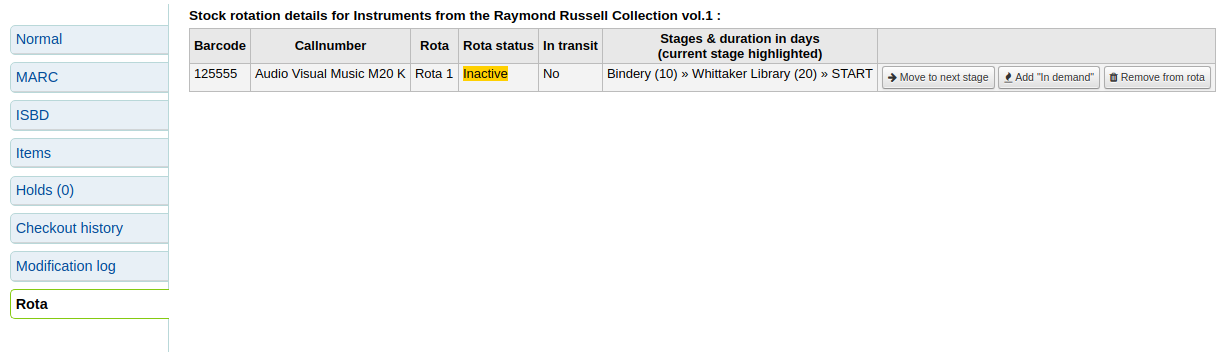 Normal
MARC
ISBD
Items
Holds (0)
Checkout history
Modification log
Rota
Stock rotation details for Instruments from the Raymond Russell Collection vol.1 :
Barcode Callnumber Rota Rota status In transit Stages & duration in days
(current stage highlighted)
125555 Audio Visual Music M20 K Rota 1 Inactive No Bindery (10) » Whittaker Library (20) » START Move to next stage Add "In demand" Remove from rota